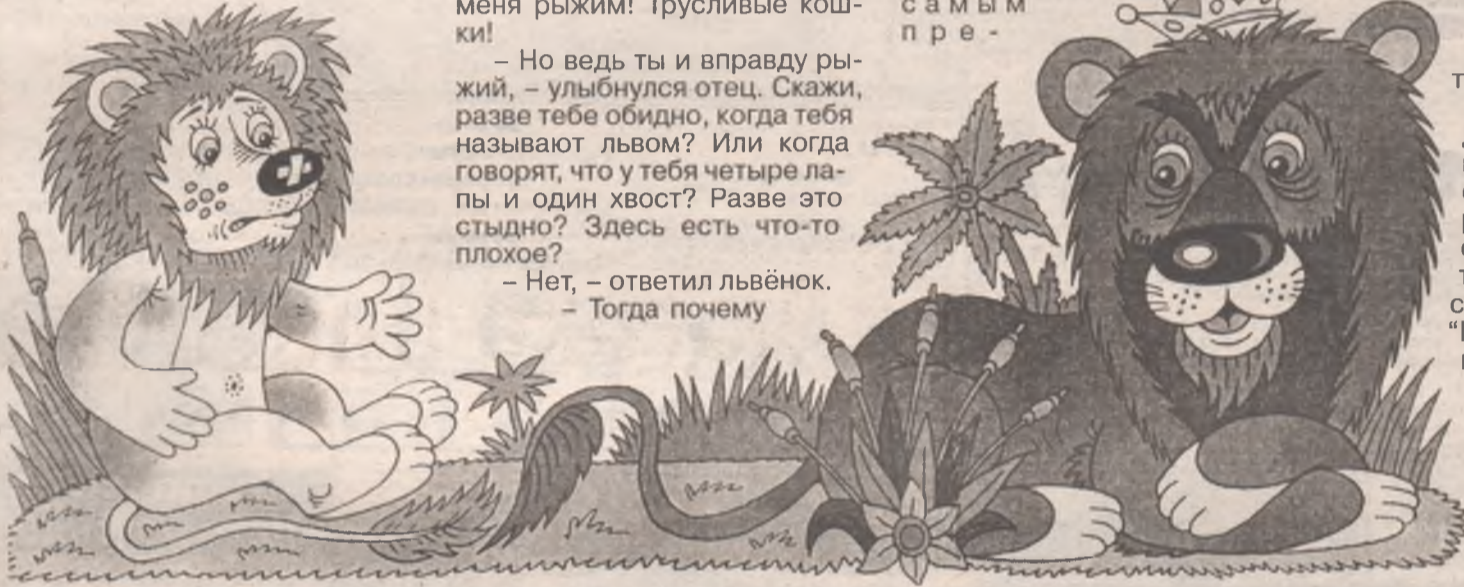 меня рыжим! Трусливые кош-
ки!
– Но ведь ты и вправду ры-
жий, – улыбнулся отец. Скажи,
разве тебе обидно, когда тебя
называют львом? Или когда
говорят, что у тебя четыре ла-
пы и один хвост? Разве это
стыдно? Здесь есть что-то
плохое?
– Нет, – ответил львёнок.
– Тогда почему
самым
пре-